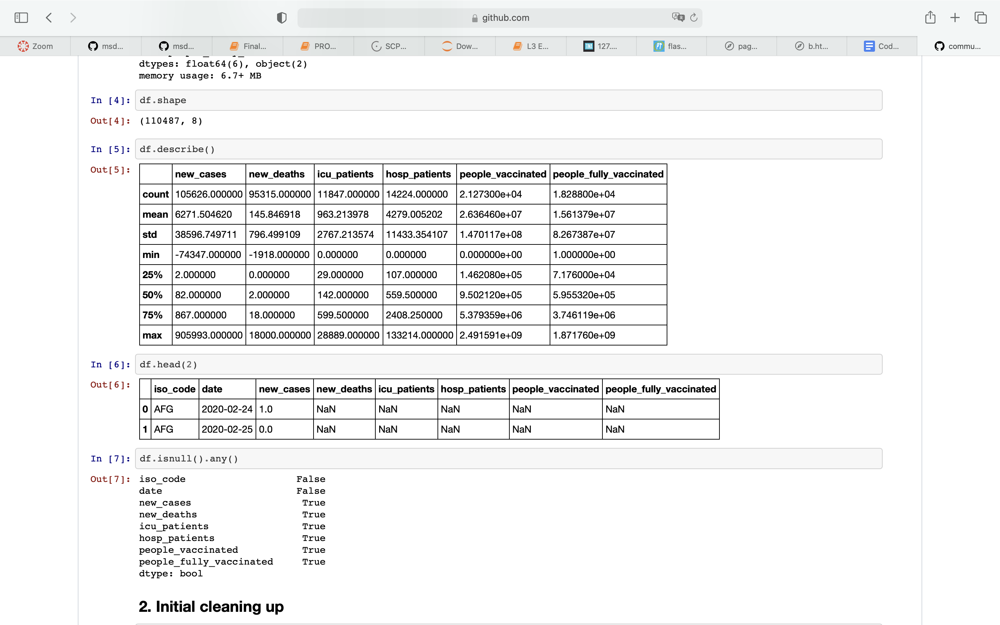 github.com
Zoom
msd...
msd...
Final...
PRO...
SCP...
Dow...
L3 E...
TIMA
127....
PT
flas...
pag...
b.ht...
Cod...
commu...
dtypes: float64(6), object(2)
memory usage: 6.7+ MB
In [4]: df.shape
Out[4]: (110487, 8)
In [5]: df.describe()
Out[5]:
new_cases new_deaths icu_patients hosp_patients people_vaccinated people_fully_vaccinated
count 105626.000000 95315.000000 11847.000000 14224.000000 2.127300e+04 1.828800e+04
mean 6271.504620 145.846918 963.213978 4279.005202 2.636460e+07 1.561379e+07
std 38596.749711 796.499109 2767.213574 11433.354107 1.470117e+08 8.267387e+07
min -74347.000000 -1918.000000 0.000000 0.000000 0.000000e+00 1.000000e+00
25% 2.000000 0.000000 29.000000 107.000000 1.462080e+05 7.176000e+04
50% 82.000000 2.000000 142.000000 559.500000 9.502120e+05 5.955320e+05
75% 867.000000 18.000000 599.500000 2408.250000 5.379359e+06 3.746119e+06
max 905993.000000 18000.000000 28889.000000 133214.000000 2.491591e+09 1.871760e+09
In [6]: df.head(2)
Out[6]:
iso_code date new_cases new_deaths icu_patients hosp_patients people_vaccinated people_fully_vaccinated
0 AFG 2020-02-24 1.0 NaN NaN NaN NaN NaN
1 AFG 2020-02-25 0.0 NaN NaN NaN NaN NaN
In [7]: df.isnull().any()
Out[7]: iso_code False
date False
new_cases True
new_deaths True
icu_patients True
hosp_patients True
people_vaccinated True
people_fully_vaccinated True
dtype: bool
2. Initial cleaning up